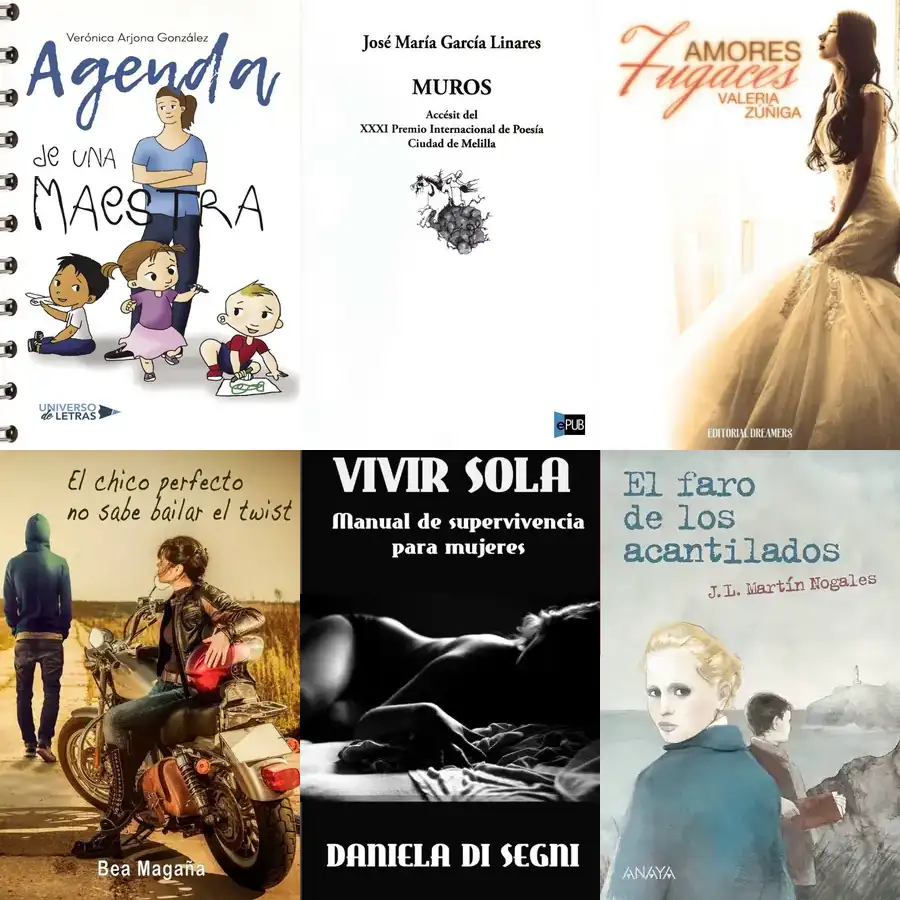 Verónica Arjona González
Agenda
de UNA
MAESTRA
UNIVERSO
de LETRAS
José María García Linares
MUROS
Accésit del
XXXI Premio Internacional de Poesía
Ciudad de Melilla
ePUB
7 AMORES
Fugaces
VALERIA
ZÚÑIGA
EDITORIAL DREAMERS
El chico perfecto
no sabe bailar el twist
Bea Magaña
VIVIR SOLA
Manual de supervivencia
para mujeres
DANIELA DI SEGNI
El faro
de los
acantilados
J.L. Martín Nogales
ANAYA